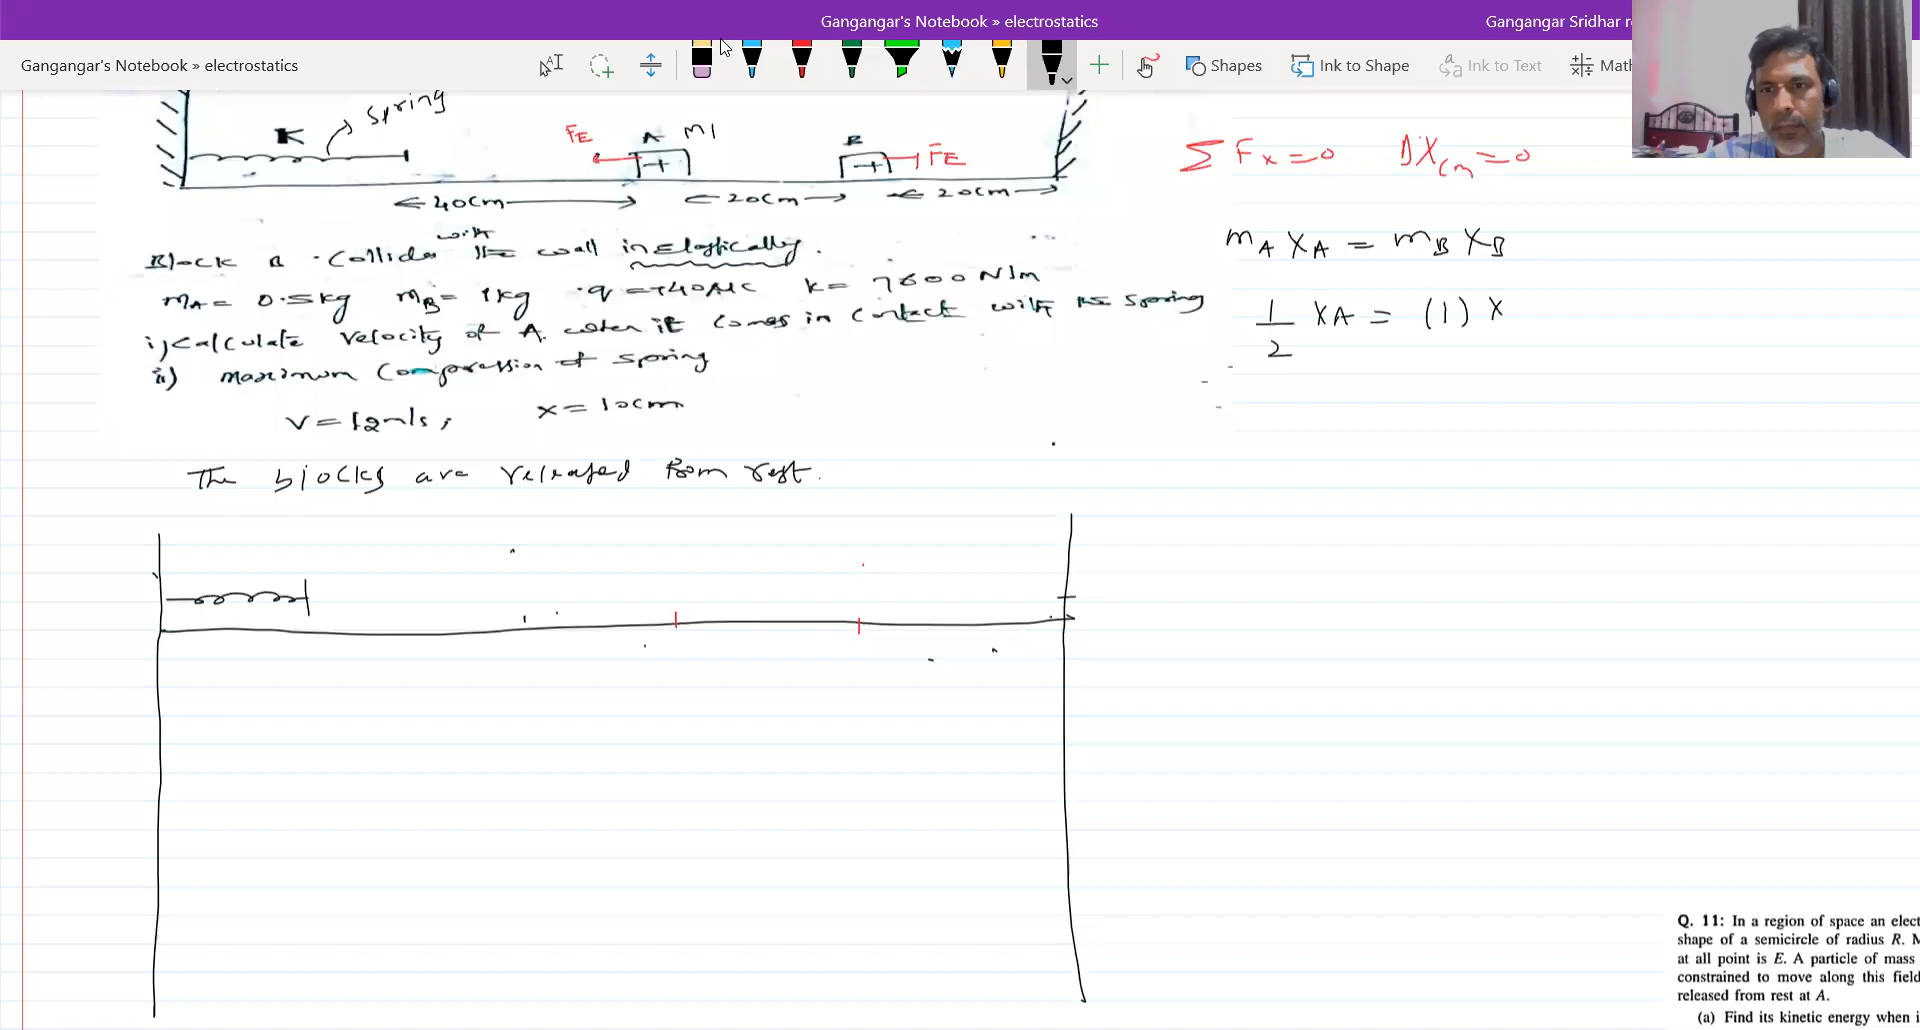 Gangangar's Notebook » electrostatics
Gangangar Sridhar r
Gangangar's Notebook » electrostatics
Shapes
Ink to Shape
Ink to Text
Math
K
spring
FE
A
M1
B
FE
40cm
20cm
20cm
Block B collides with the wall inelastically.
mA = 0.5kg mB = 1kg K =
i) Calculate velocity of A when it comes in contact with the spring
ii) maximum Compression of spring
V = 12m/s ; x = 10cm
The blocks are released from rest.
Σ Fx = 0 ΔXcm = 0
mA XA = mB XB
1/2 XA = (1) X
Q. 11: In a region of space an elect
shape of a semicircle of radius R. M
at all point is E. A particle of mass
constrained to move along this field
released from rest at A.
(a) Find its kinetic energy when i